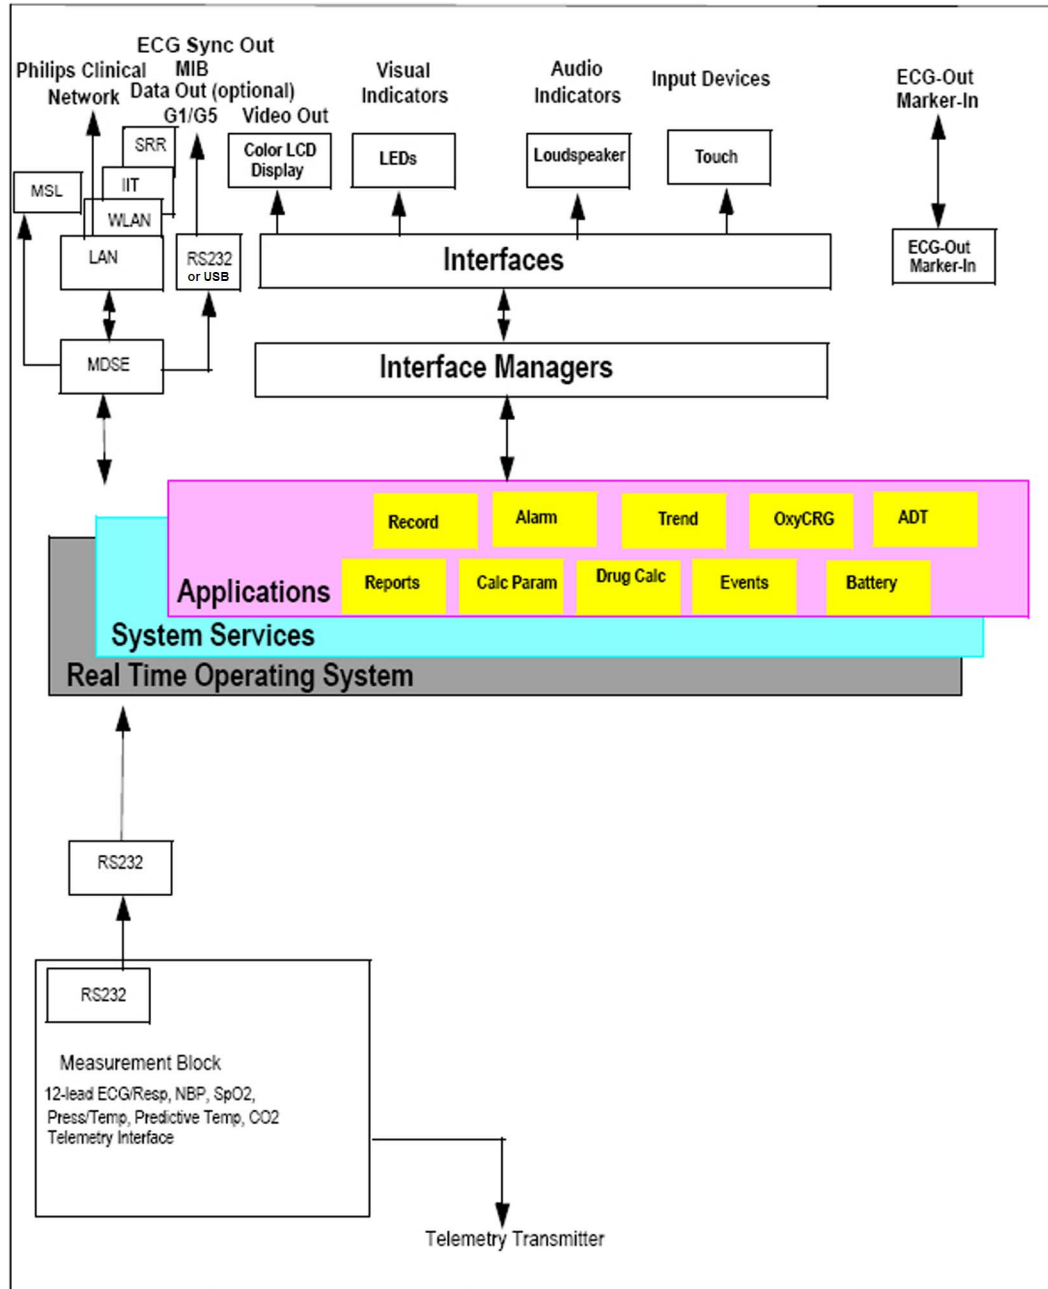 ECG Sync Out
Philips Clinical
Network
MIB
Data Out (optional)
G1/G5
Video Out
Visual
Indicators
Audio
Indicators
Input Devices
ECG-Out
Marker-In
SRR
IIT
MSL
WLAN
LAN
RS232
or USB
Color LCD
Display
LEDs
Loudspeaker
Touch
Interfaces
ECG-Out
Marker-In
MDSE
Interface Managers
Record
Alarm
Trend
OxyCRG
ADT
Reports
Calc Param
Drug Calc
Events
Battery
Applications
System Services
Real Time Operating System
RS232
RS232
Measurement Block
12-lead ECG/Resp, NBP, SpO2,
Press/Temp, Predictive Temp, CO2
Telemetry Interface
Telemetry Transmitter